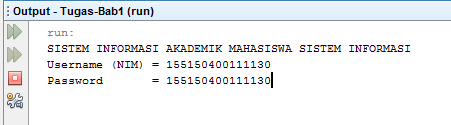 Output - Tugas-Bab1 (run)
run:
SISTEM INFORMASI AKADEMIK MAHASISWA SISTEM INFORMASI
Username (NIM) = 155150400111130
Password = 155150400111130